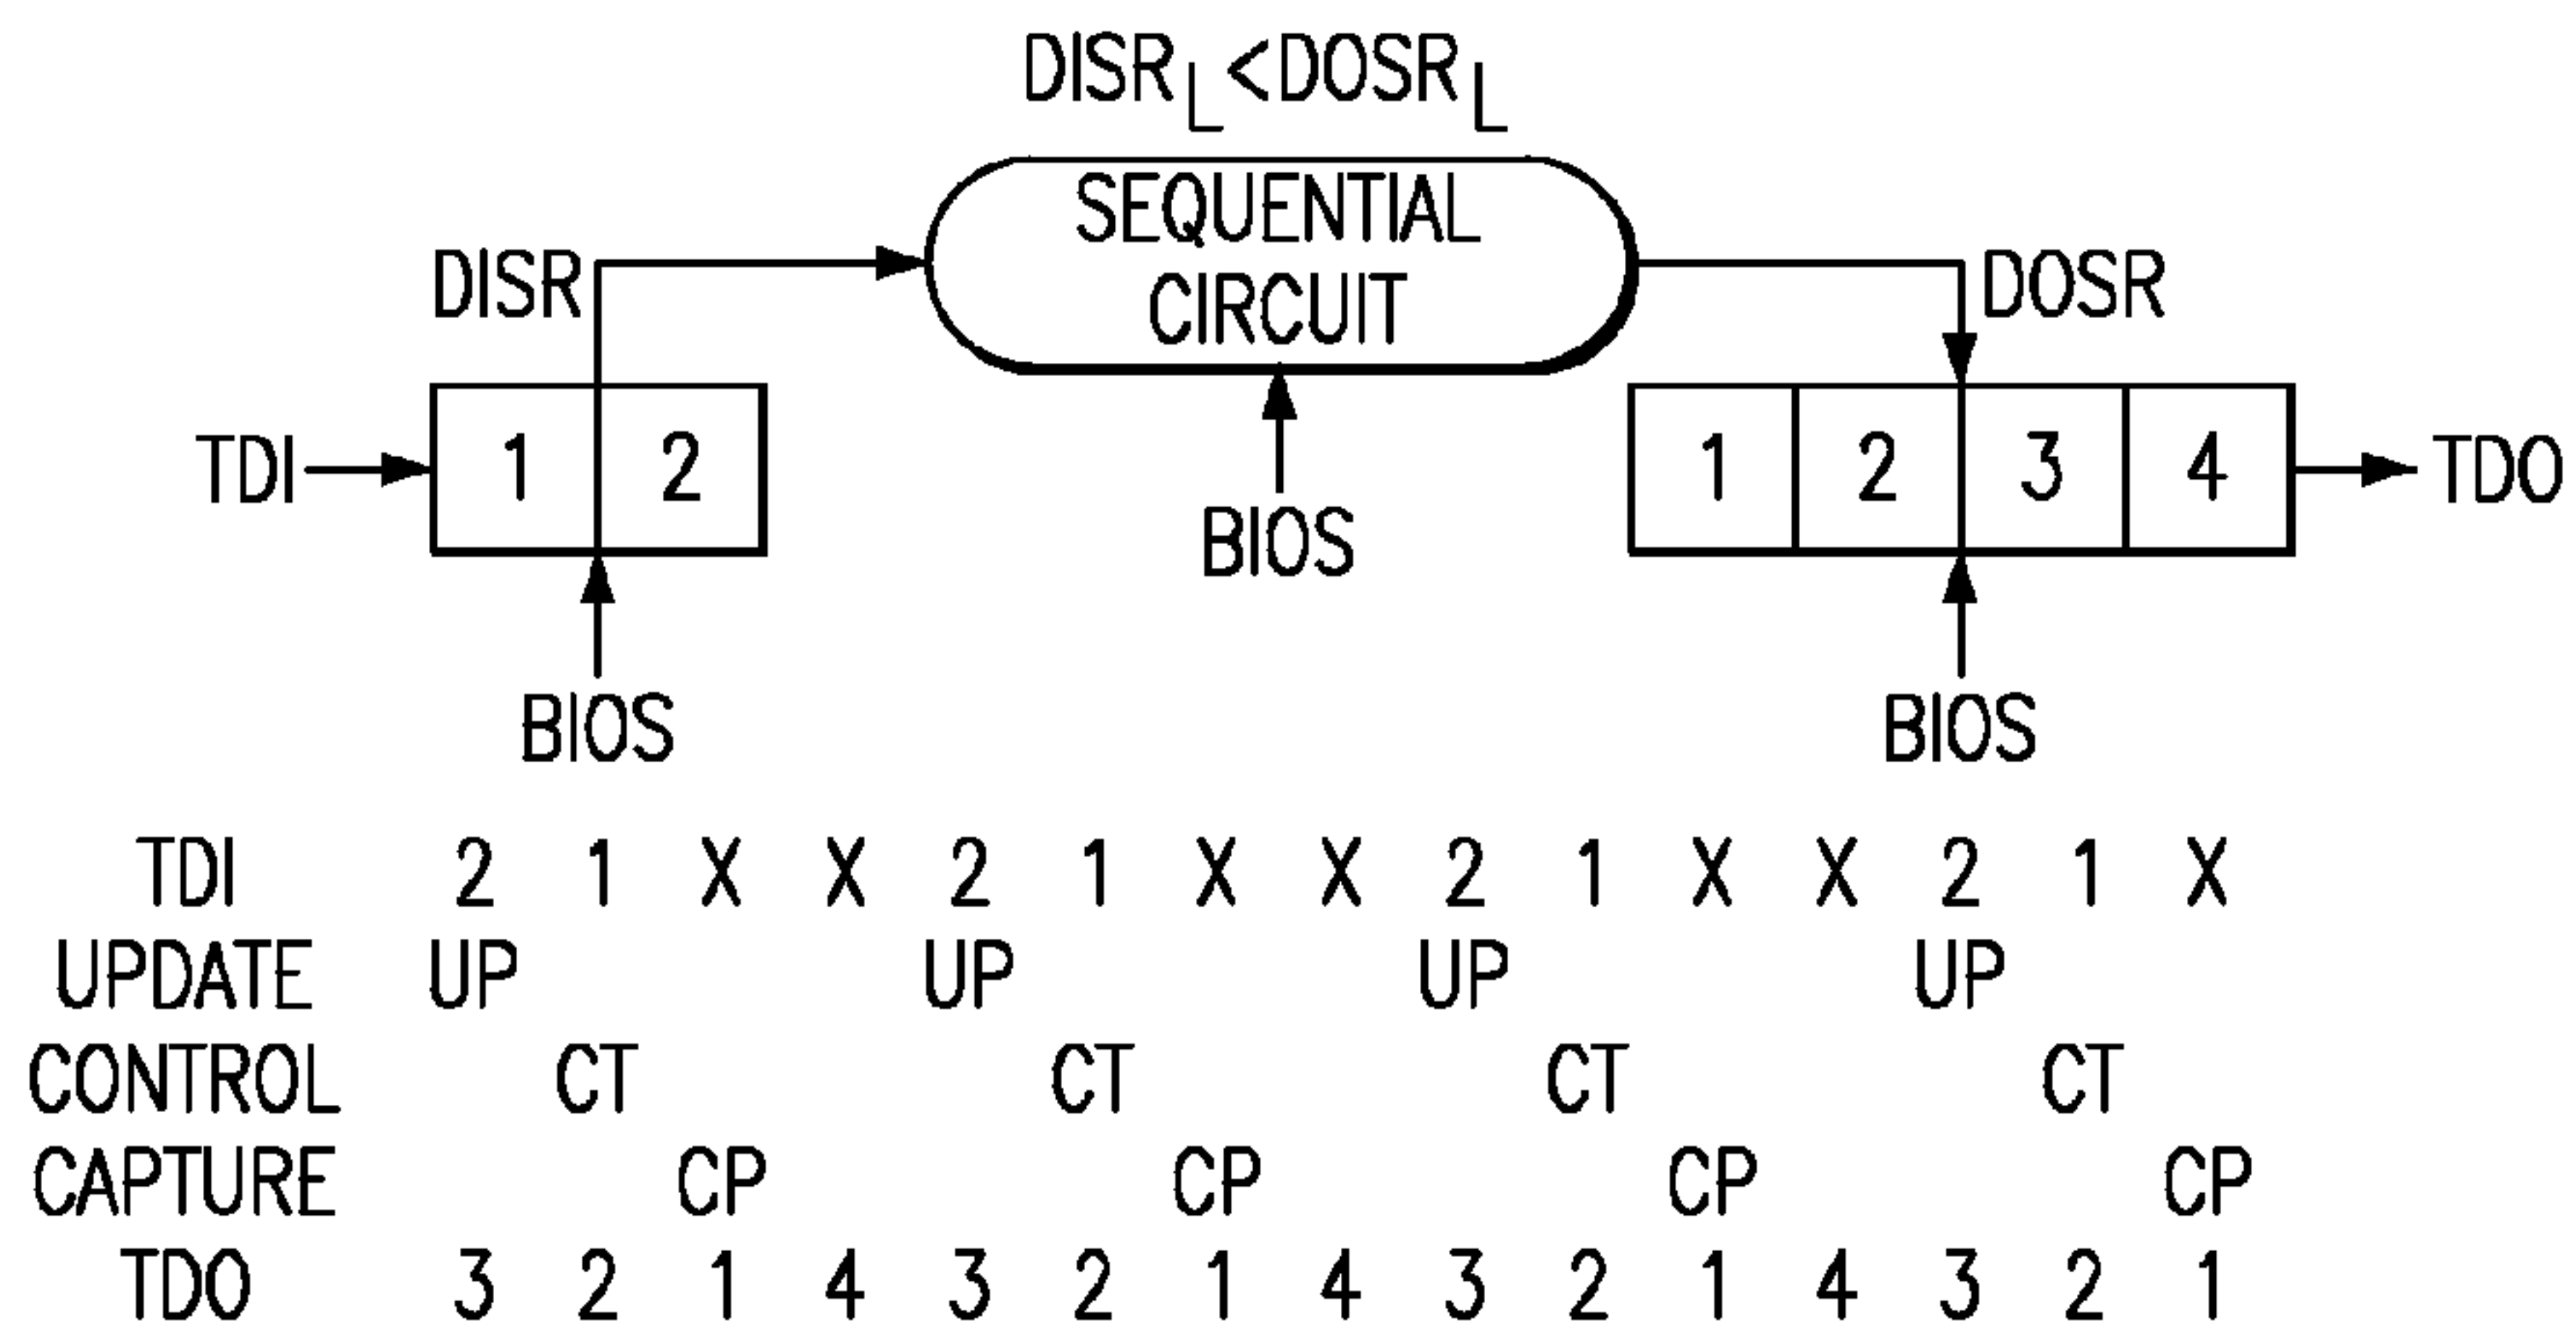 DISRL<DOSRL
SEQUENTIAL
CIRCUIT
DISR
DOSR
TDI
1 2
1 2 3 4
TDO
BIOS
BIOS
BIOS
TDI 2 1 X X 2 1 X X 2 1 X X 2 1 X
UPDATE UP UP UP UP
CONTROL CT CT CT CT
CAPTURE CP CP CP CP
TDO 3 2 1 4 3 2 1 4 3 2 1 4 3 2 1